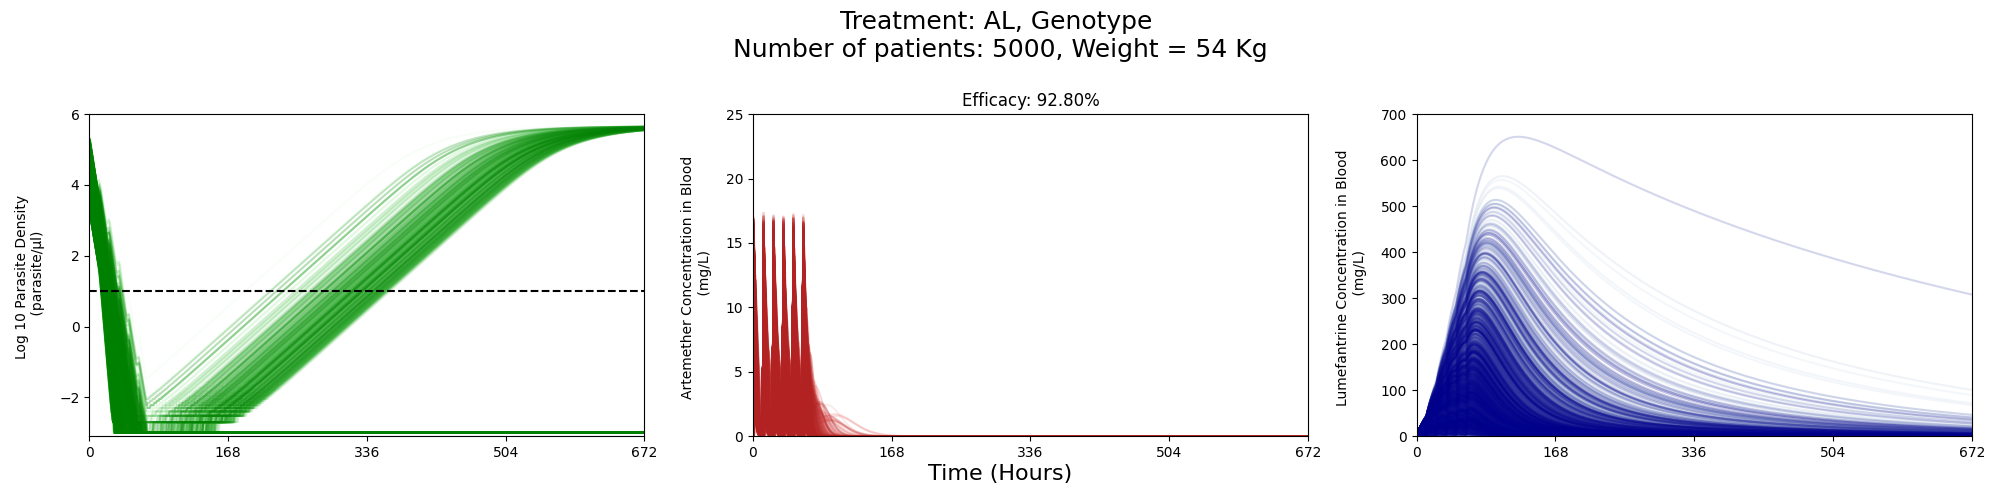 Treatment: AL, Genotype
Number of patients: 5000, Weight = 54 Kg
Log 10 Parasite Density
(parasite/µl)
6
4
2
0
−2
0 168 336 504 672
Efficacy: 92.80%
Artemether Concentration in Blood
(mg/L)
25
20
15
10
5
0
0 168 336 504 672
Lumefantrine Concentration in Blood
(mg/L)
700
600
500
400
300
200
100
0
0 168 336 504 672
Time (Hours)